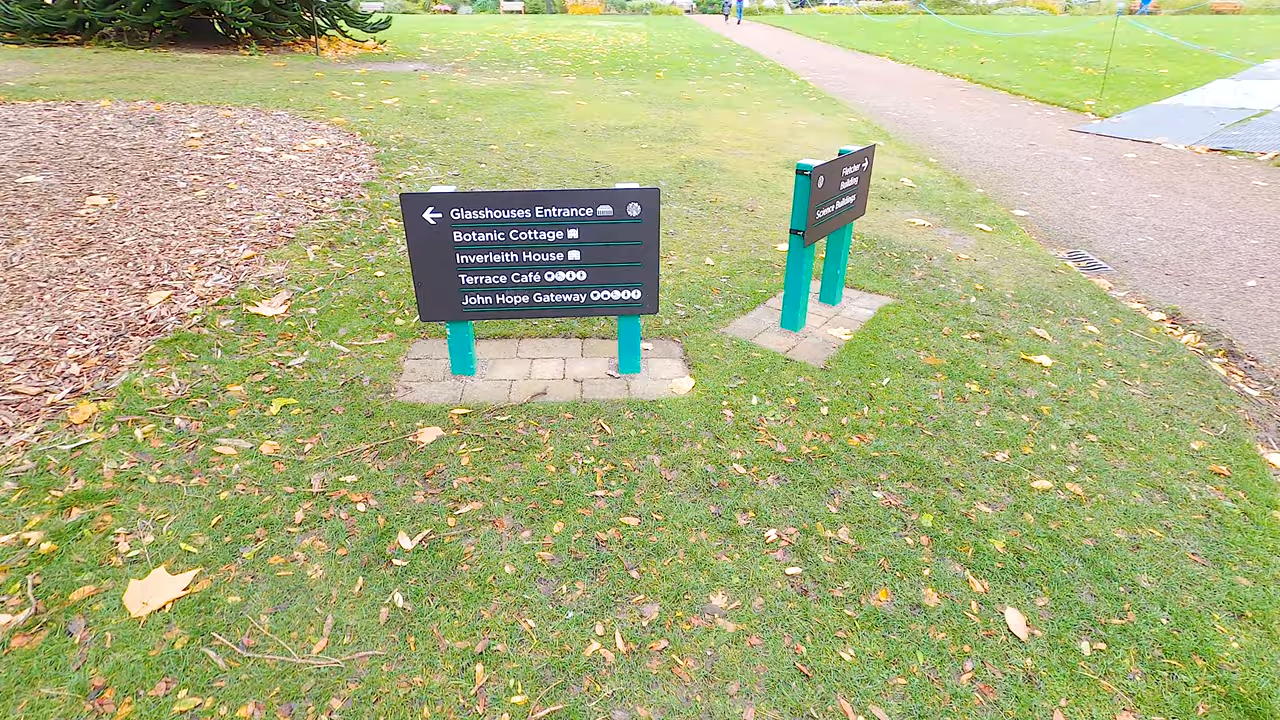 Glasshouses Entrance
Botanic Cottage
Inverleith House
Terrace Café
John Hope Gateway
Fletcher
Building
Science Buildings